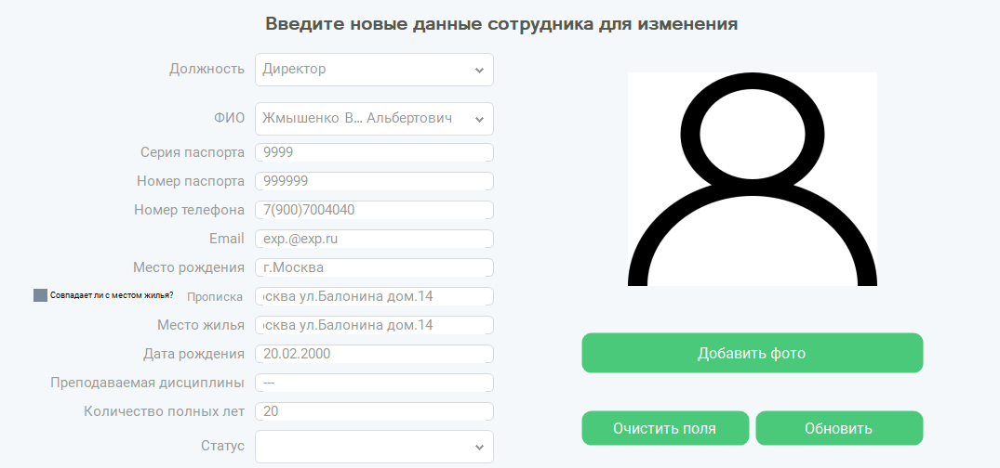 Введите новые данные сотрудника для изменения
Должность Директор
ФИО Жмышенко В... Альбертович
Серия паспорта 9999
Номер паспорта 999999
Номер телефона 7(900)7004040
Email exp.@exp.ru
Место рождения г.Москва
Совпадает ли с местом жилья? Прописка осква ул.Балонина дом.14
Место жилья осква ул.Балонина дом.14
Дата рождения 20.02.2000
Преподаваемая дисциплины ---
Количество полных лет 20
Статус
Добавить фото
Очистить поля
Обновить